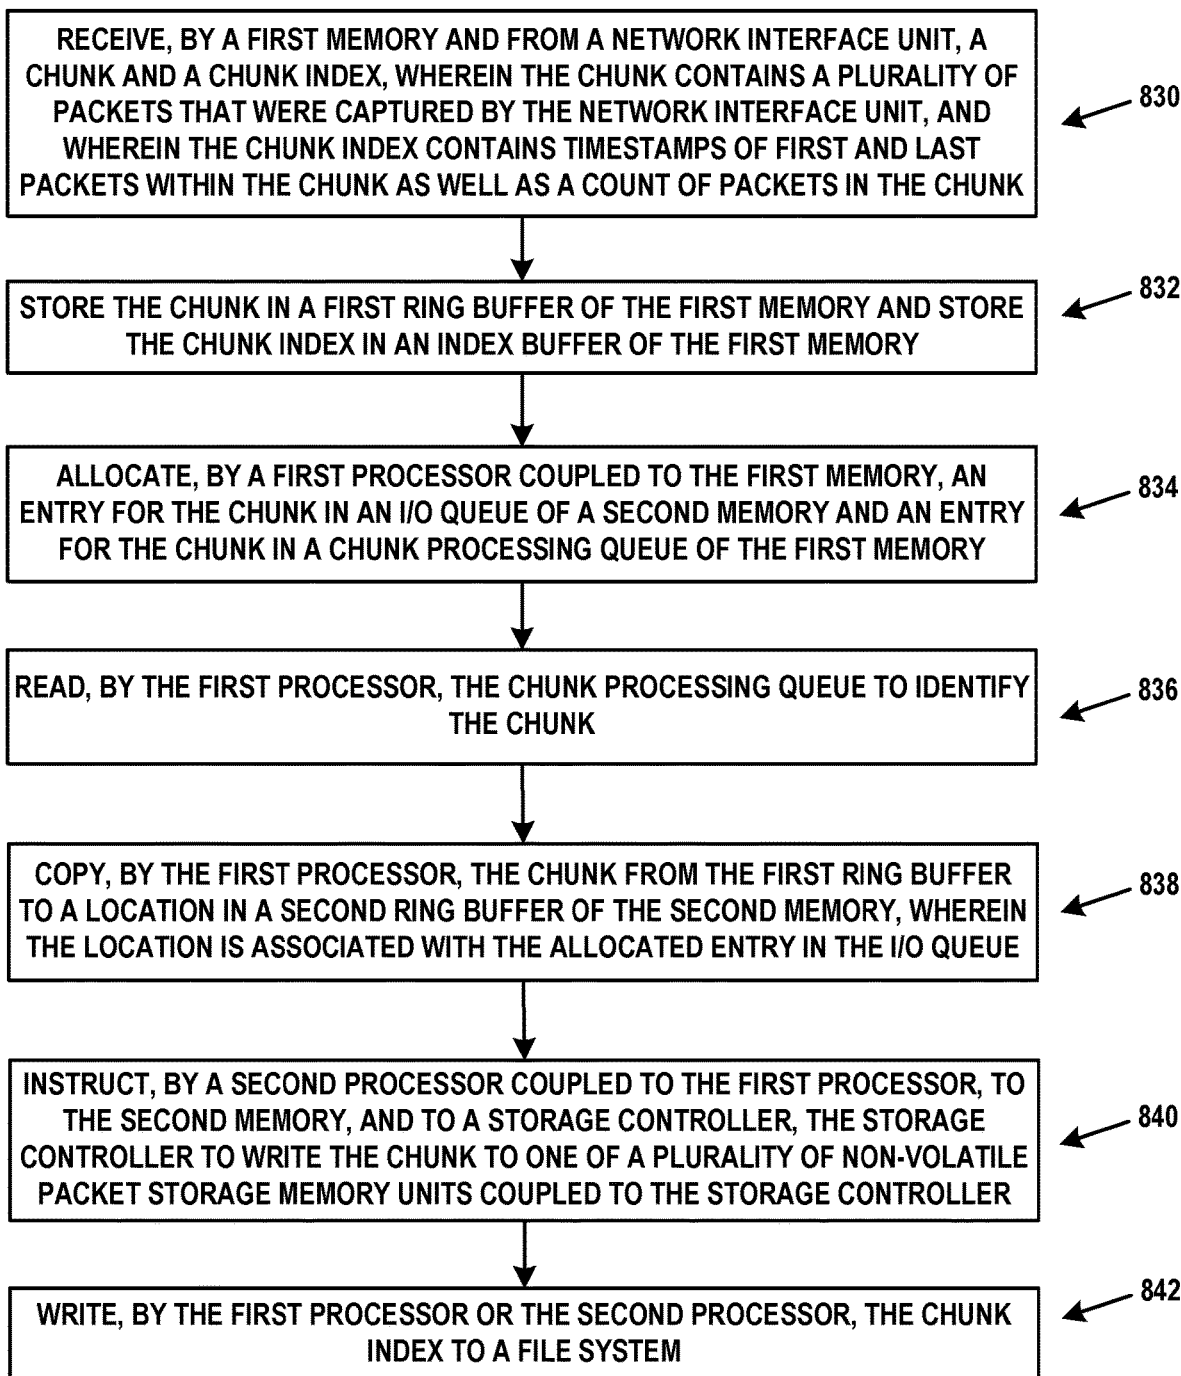 RECEIVE, BY A FIRST MEMORY AND FROM A NETWORK INTERFACE UNIT, A
CHUNK AND A CHUNK INDEX, WHEREIN THE CHUNK CONTAINS A PLURALITY OF
PACKETS THAT WERE CAPTURED BY THE NETWORK INTERFACE UNIT, AND
WHEREIN THE CHUNK INDEX CONTAINS TIMESTAMPS OF FIRST AND LAST
PACKETS WITHIN THE CHUNK AS WELL AS A COUNT OF PACKETS IN THE CHUNK
830
STORE THE CHUNK IN A FIRST RING BUFFER OF THE FIRST MEMORY AND STORE
THE CHUNK INDEX IN AN INDEX BUFFER OF THE FIRST MEMORY
832
ALLOCATE, BY A FIRST PROCESSOR COUPLED TO THE FIRST MEMORY, AN
ENTRY FOR THE CHUNK IN AN I/O QUEUE OF A SECOND MEMORY AND AN ENTRY
FOR THE CHUNK IN A CHUNK PROCESSING QUEUE OF THE FIRST MEMORY
834
READ, BY THE FIRST PROCESSOR, THE CHUNK PROCESSING QUEUE TO IDENTIFY
THE CHUNK
836
COPY, BY THE FIRST PROCESSOR, THE CHUNK FROM THE FIRST RING BUFFER
TO A LOCATION IN A SECOND RING BUFFER OF THE SECOND MEMORY, WHEREIN
THE LOCATION IS ASSOCIATED WITH THE ALLOCATED ENTRY IN THE I/O QUEUE
838
INSTRUCT, BY A SECOND PROCESSOR COUPLED TO THE FIRST PROCESSOR, TO
THE SECOND MEMORY, AND TO A STORAGE CONTROLLER, THE STORAGE
CONTROLLER TO WRITE THE CHUNK TO ONE OF A PLURALITY OF NON-VOLATILE
PACKET STORAGE MEMORY UNITS COUPLED TO THE STORAGE CONTROLLER
840
WRITE, BY THE FIRST PROCESSOR OR THE SECOND PROCESSOR, THE CHUNK
INDEX TO A FILE SYSTEM
842